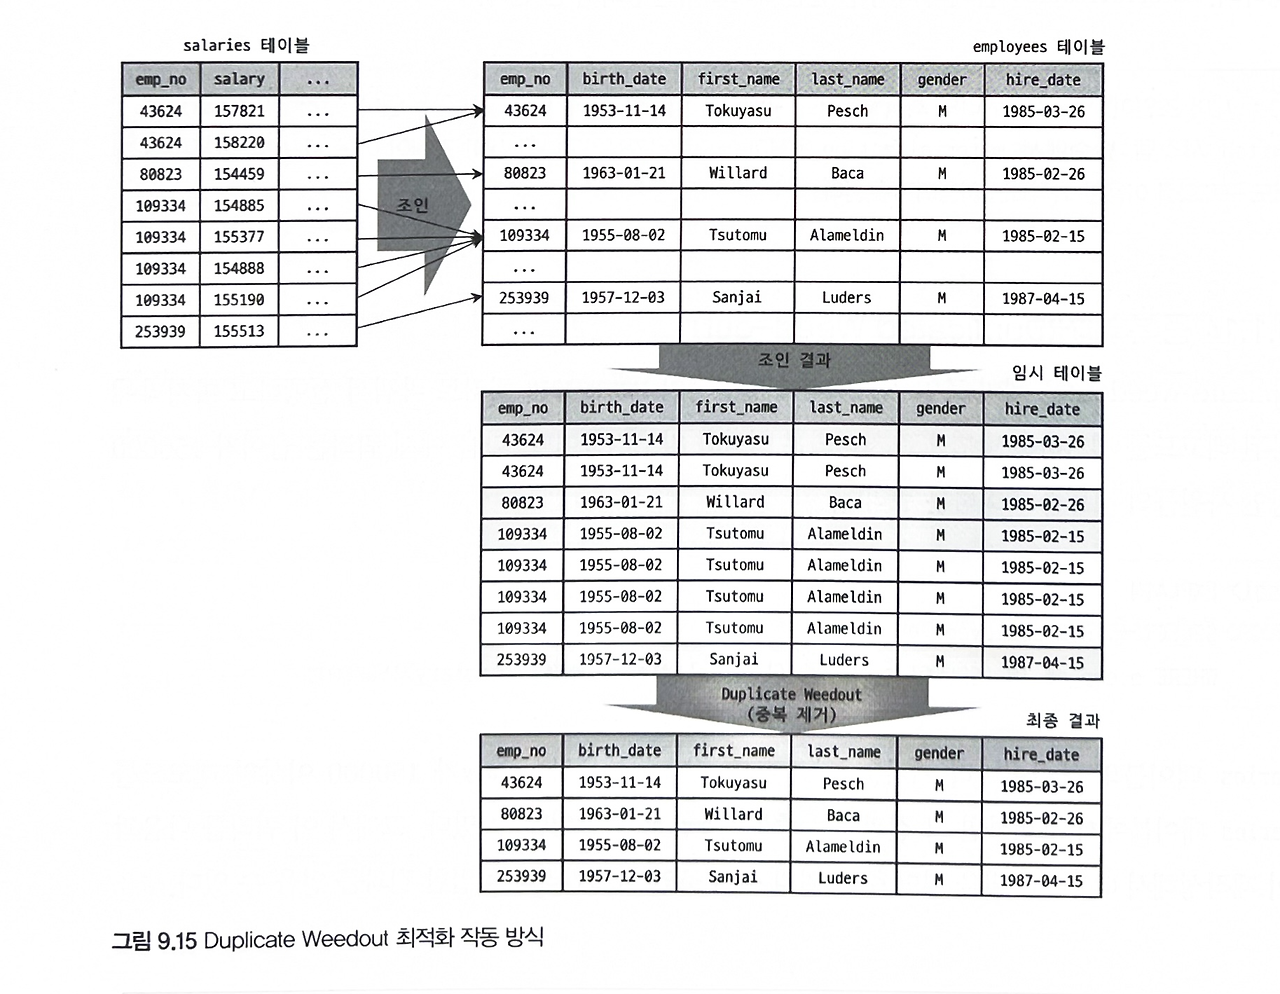 salaries 테이블
emp_no salary ...
43624 157821 ...
43624 158220 ...
80823 154459 ...
109334 154885 ...
109334 155377 ...
109334 154888 ...
109334 155190 ...
253939 155513 ...
조인
employees 테이블
emp_no birth_date first_name last_name gender hire_date
43624 1953-11-14 Tokuyasu Pesch M 1985-03-26
...
80823 1963-01-21 Willard Baca M 1985-02-26
...
109334 1955-08-02 Tsutomu Alameldin M 1985-02-15
...
253939 1957-12-03 Sanjai Luders M 1987-04-15
...
조인 결과
임시 테이블
emp_no birth_date first_name last_name gender hire_date
43624 1953-11-14 Tokuyasu Pesch M 1985-03-26
43624 1953-11-14 Tokuyasu Pesch M 1985-03-26
80823 1963-01-21 Willard Baca M 1985-02-26
109334 1955-08-02 Tsutomu Alameldin M 1985-02-15
109334 1955-08-02 Tsutomu Alameldin M 1985-02-15
109334 1955-08-02 Tsutomu Alameldin M 1985-02-15
109334 1955-08-02 Tsutomu Alameldin M 1985-02-15
253939 1957-12-03 Sanjai Luders M 1987-04-15
Duplicate Weedout
(중복 제거)
최종 결과
emp_no birth_date first_name last_name gender hire_date
43624 1953-11-14 Tokuyasu Pesch M 1985-03-26
80823 1963-01-21 Willard Baca M 1985-02-26
109334 1955-08-02 Tsutomu Alameldin M 1985-02-15
253939 1957-12-03 Sanjai Luders M 1987-04-15
그림 9.15 Duplicate Weedout 최적화 작동 방식